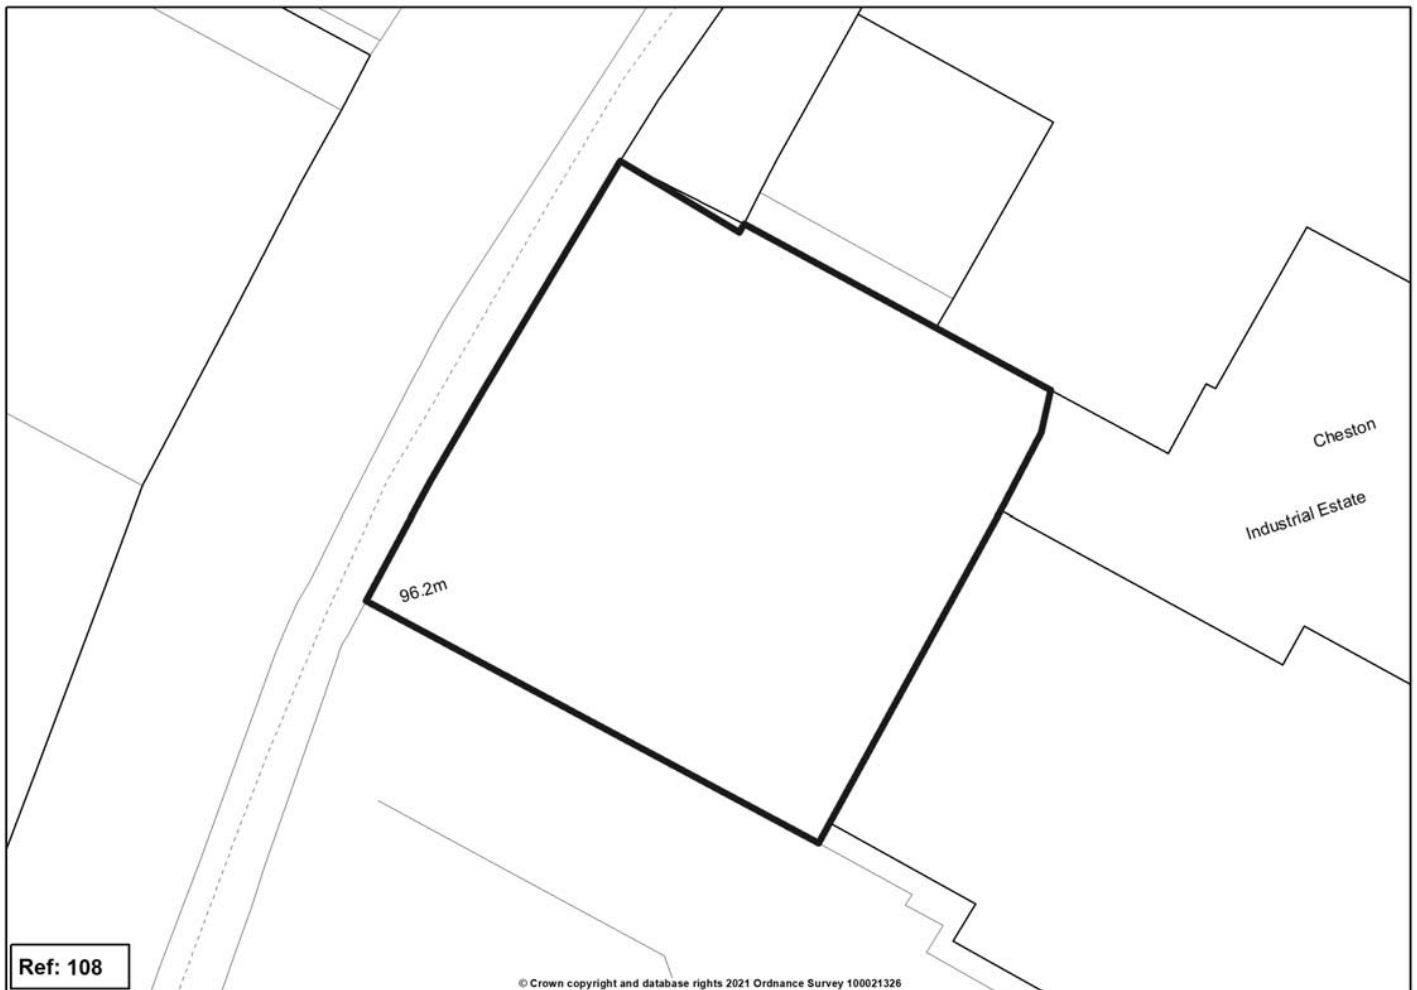 Cheston
Industrial Estate
96.2m
Ref: 108
© Crown copyright and database rights 2021 Ordnance Survey 100021326